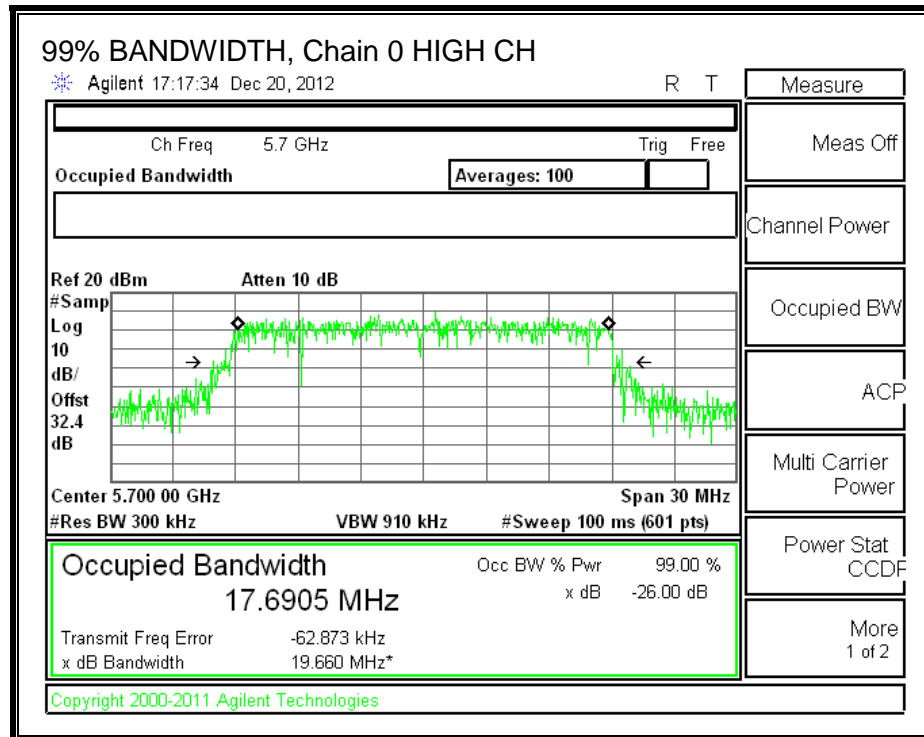 99% BANDWIDTH, Chain 0 HIGH CH
Agilent 17:17:34 Dec 20, 2012 R T
Measure
Ch Freq 5.7 GHz Trig Free
Meas Off
Occupied Bandwidth Averages: 100
Channel Power
Ref 20 dBm Atten 10 dB
#Samp
Log
10
dB/
Offst
32.4
dB
Occupied BW
ACP
Center 5.700 00 GHz Span 30 MHz
#Res BW 300 kHz VBW 910 kHz #Sweep 100 ms (601 pts)
Multi Carrier
Power
Occupied Bandwidth Occ BW % Pwr 99.00 %
17.6905 MHz x dB -26.00 dB
Power Stat
CCDF
Transmit Freq Error -62.873 kHz
x dB Bandwidth 19.660 MHz*
More
1 of 2
Copyright 2000-2011 Agilent Technologies